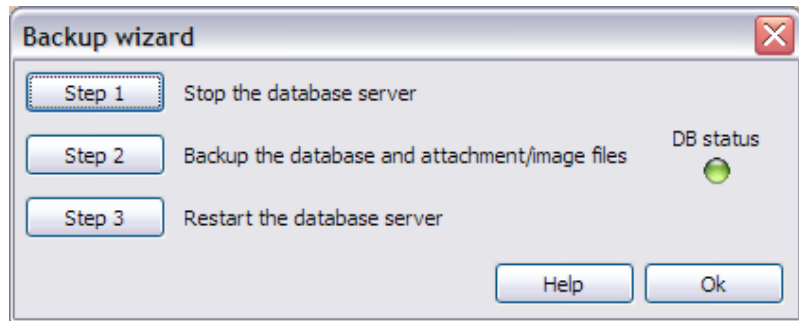 Backup wizard
Step 1 Stop the database server
DB status
Step 2 Backup the database and attachment/image files
Step 3 Restart the database server
Help Ok